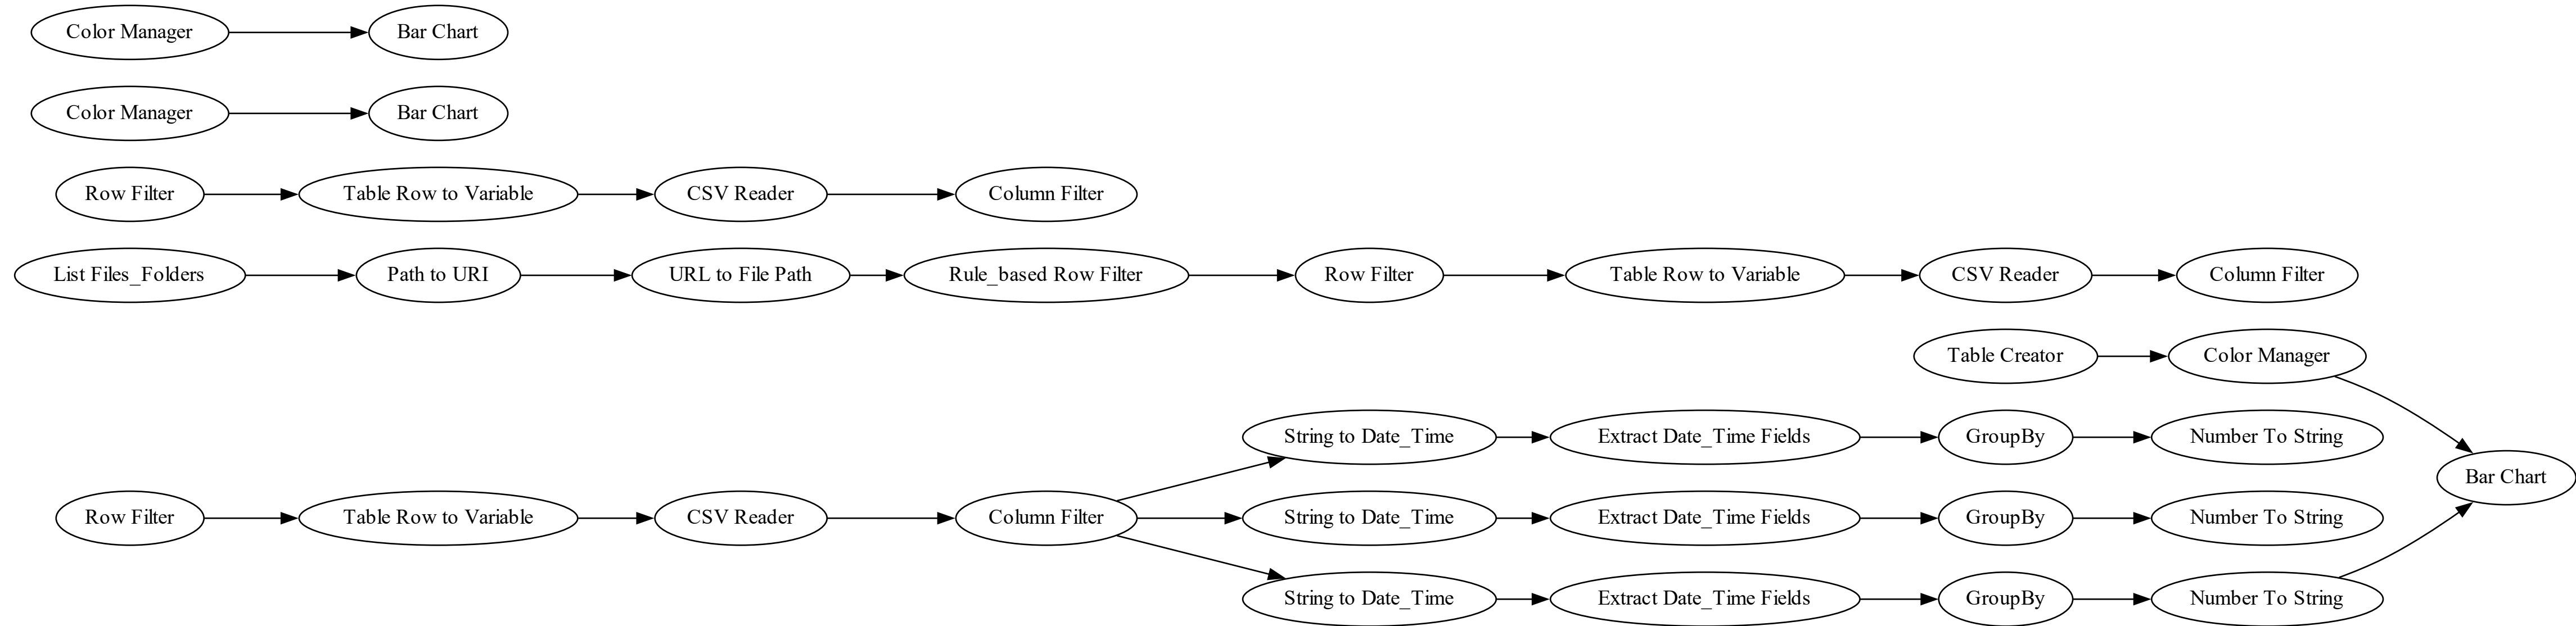 Color Manager
Bar Chart
Color Manager
Bar Chart
Row Filter
Table Row to Variable
CSV Reader
Column Filter
List Files_Folders
Path to URI
URL to File Path
Rule_based Row Filter
Row Filter
Table Row to Variable
CSV Reader
Column Filter
Table Creator
Color Manager
String to Date_Time
Extract Date_Time Fields
GroupBy
Number To String
Bar Chart
Row Filter
Table Row to Variable
CSV Reader
Column Filter
String to Date_Time
Extract Date_Time Fields
GroupBy
Number To String
String to Date_Time
Extract Date_Time Fields
GroupBy
Number To String